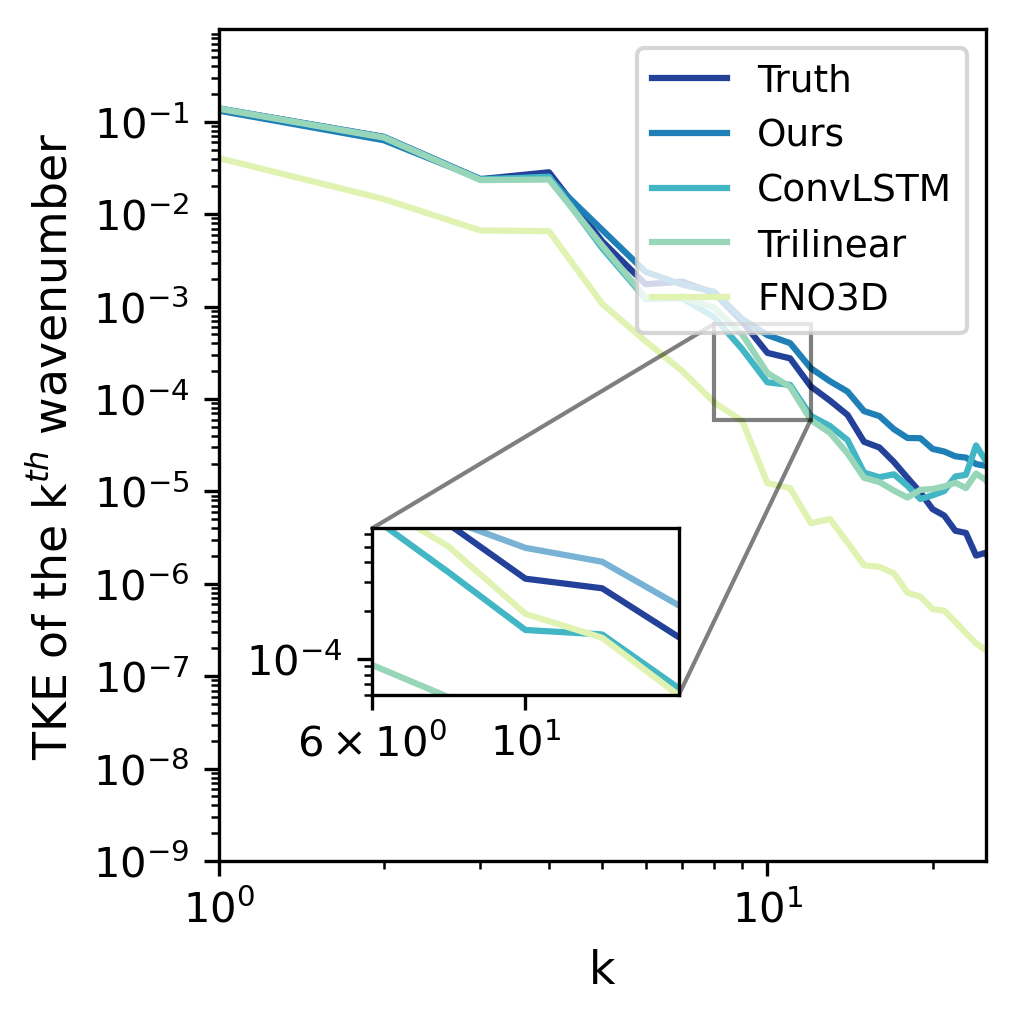 Truth
Ours
ConvLSTM
Trilinear
FNO3D
TKE of the k^{th} wavenumber
10^{-1}
10^{-2}
10^{-3}
10^{-4}
10^{-5}
10^{-6}
10^{-7}
10^{-8}
10^{-9}
10^{-4}
6 × 10^{0}
10^{1}
10^{0}
10^{1}
k